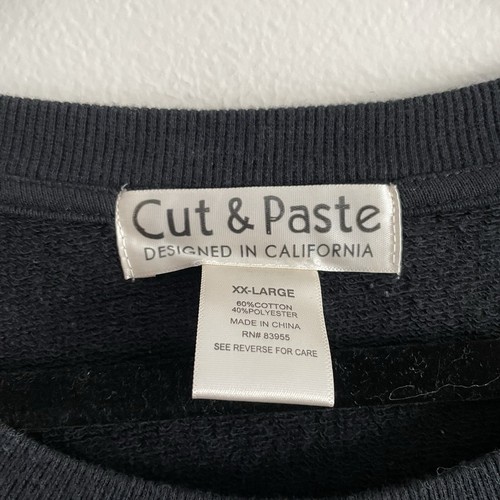 Cut & Paste
DESIGNED IN CALIFORNIA
XX-LARGE
60%COTTON
40%POLYESTER
MADE IN CHINA
RN# 83955
SEE REVERSE FOR CARE